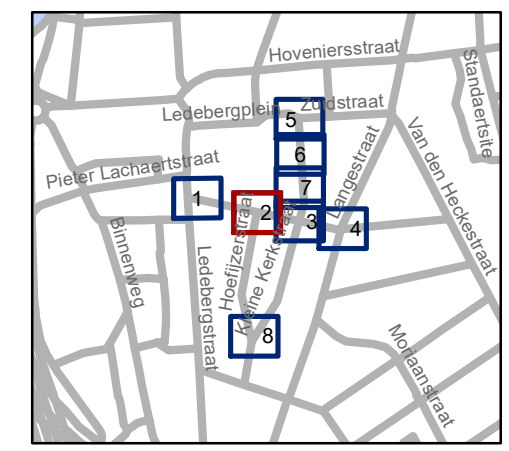 Hoveniersstraat
Standaertsite
Ledebergplein
Zuidstraat
5
Van den Heckestraat
Langestraat
6
Pieter Lachaertstraat
7
1
2
3
4
Hoefijzerstraat
Kleine Kerkstraat
Binnenweg
Ledebergstraat
8
Moriaanstraat